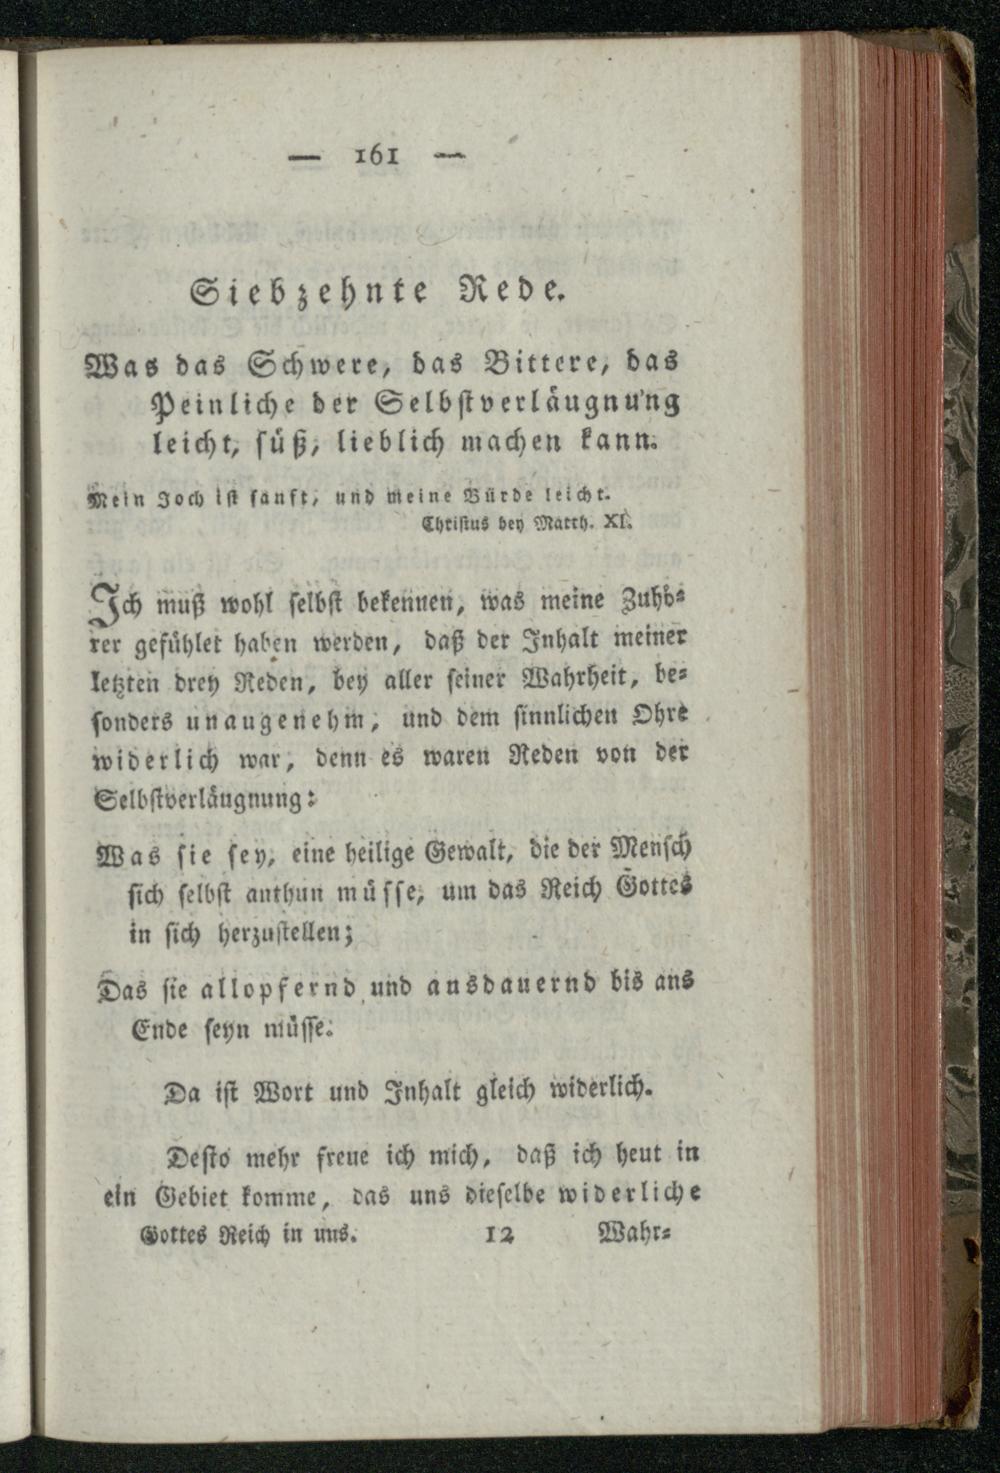 — 161 —
Siebzehnte Rede.
Was das Schwere, das Bittere, das
Peinliche der Selbstverläugnung
leicht, süß, lieblich machen kann.
Mein Joch ist sanft, und meine Bürde leicht.
Christus bey Matth. XI.
Ich muß wohl selbst bekennen, was meine Zuhö-
rer gefühlet haben werden, daß der Inhalt meiner
letzten drey Reden, bey aller seiner Wahrheit, be-
sonders unaugenehm, und dem sinnlichen Ohre
widerlich war, denn es waren Reden von der
Selbstverläugnung:
Was sie sey, eine heilige Gewalt, die der Mensch
sich selbst anthun müsse, um das Reich Gottes
in sich herzustellen;
Das sie allopfernd und ausdauernd bis ans
Ende seyn müsse.
Da ist Wort und Inhalt gleich widerlich.
Desto mehr freue ich mich, daß ich heut in
ein Gebiet komme, das uns dieselbe widerliche
Gottes Reich in uns. 12 Wahr-